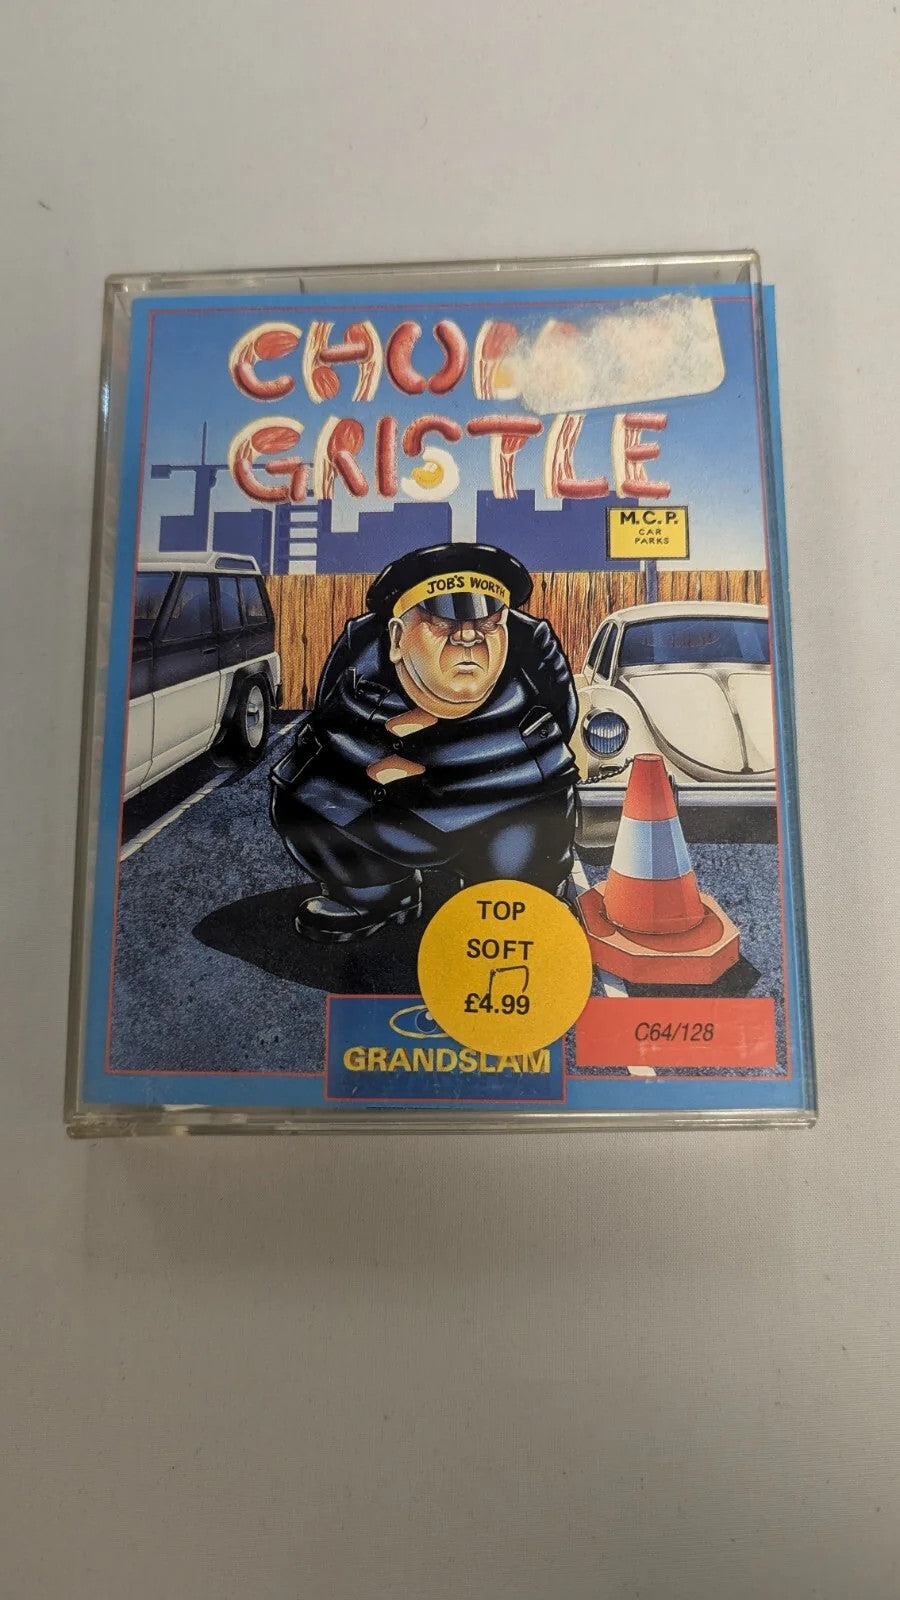 CHU
GRISTLE
M.C.P.
CAR
PARKS
JOB'S WORTH
TOP
SOFT
£4.99
GRANDSLAM
C64/128